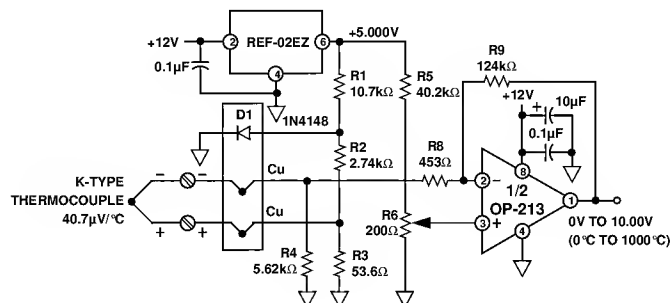 +12V
2
REF-02EZ
6
+5.000V
4
0.1µF
R1
10.7kΩ
R5
40.2kΩ
R9
124kΩ
+12V
+
10µF
0.1µF
D1
1N4148
R2
2.74kΩ
R8
453Ω
K-TYPE
THERMOCOUPLE
40.7µV/°C
–
–
Cu
+
+
Cu
R4
5.62kΩ
R3
53.6Ω
R6
200Ω
8
2
–
1/2
OP-213
3
+
1
4
0V TO 10.00V
(0°C TO 1000°C)